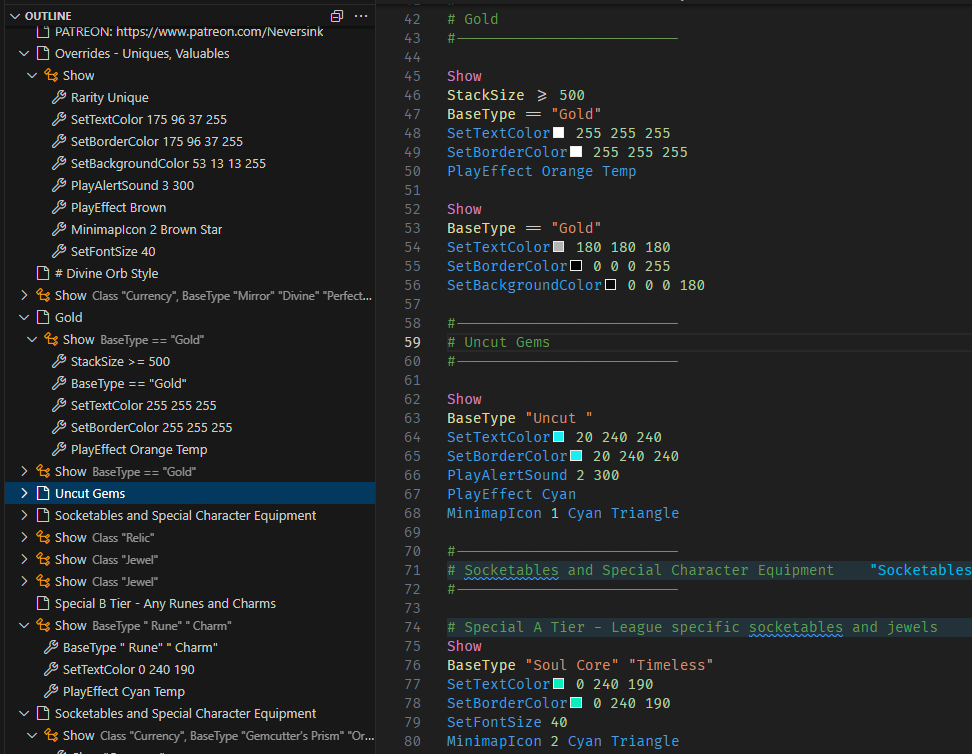 OUTLINE
PATREON: https://www.patreon.com/Neversink
Overrides - Uniques, Valuables
Show
Rarity Unique
SetTextColor 175 96 37 255
SetBorderColor 175 96 37 255
SetBackgroundColor 53 13 13 255
PlayAlertSound 3 300
PlayEffect Brown
MinimapIcon 2 Brown Star
SetFontSize 40
# Divine Orb Style
Show Class "Currency", BaseType "Mirror" "Divine" "Perfect...
Gold
Show BaseType == "Gold"
StackSize >= 500
BaseType == "Gold"
SetTextColor 255 255 255
SetBorderColor 255 255 255
PlayEffect Orange Temp
Show BaseType == "Gold"
Uncut Gems
Socketables and Special Character Equipment
Show Class "Relic"
Show Class "Jewel"
Show Class "Jewel"
Special B Tier - Any Runes and Charms
Show BaseType " Rune" " Charm"
BaseType " Rune" " Charm"
SetTextColor 0 240 190
PlayEffect Cyan Temp
Socketables and Special Character Equipment
Show Class "Currency", BaseType "Gemcutter's Prism" "Or...
42 # Gold
43 #--------------------------
44
45 Show
46 StackSize >= 500
47 BaseType == "Gold"
48 SetTextColor 255 255 255
49 SetBorderColor 255 255 255
50 PlayEffect Orange Temp
51
52 Show
53 BaseType == "Gold"
54 SetTextColor 180 180 180
55 SetBorderColor 0 0 0 255
56 SetBackgroundColor 0 0 0 180
57
58 #--------------------------
59 # Uncut Gems
60 #--------------------------
61
62 Show
63 BaseType "Uncut "
64 SetTextColor 20 240 240
65 SetBorderColor 20 240 240
66 PlayAlertSound 2 300
67 PlayEffect Cyan
68 MinimapIcon 1 Cyan Triangle
69
70 #--------------------------
71 # Socketables and Special Character Equipment "Socketables
72 #--------------------------
73
74 # Special A Tier - League specific socketables and jewels
75 Show
76 BaseType "Soul Core" "Timeless"
77 SetTextColor 0 240 190
78 SetBorderColor 0 240 190
79 SetFontSize 40
80 MinimapIcon 2 Cyan Triangle